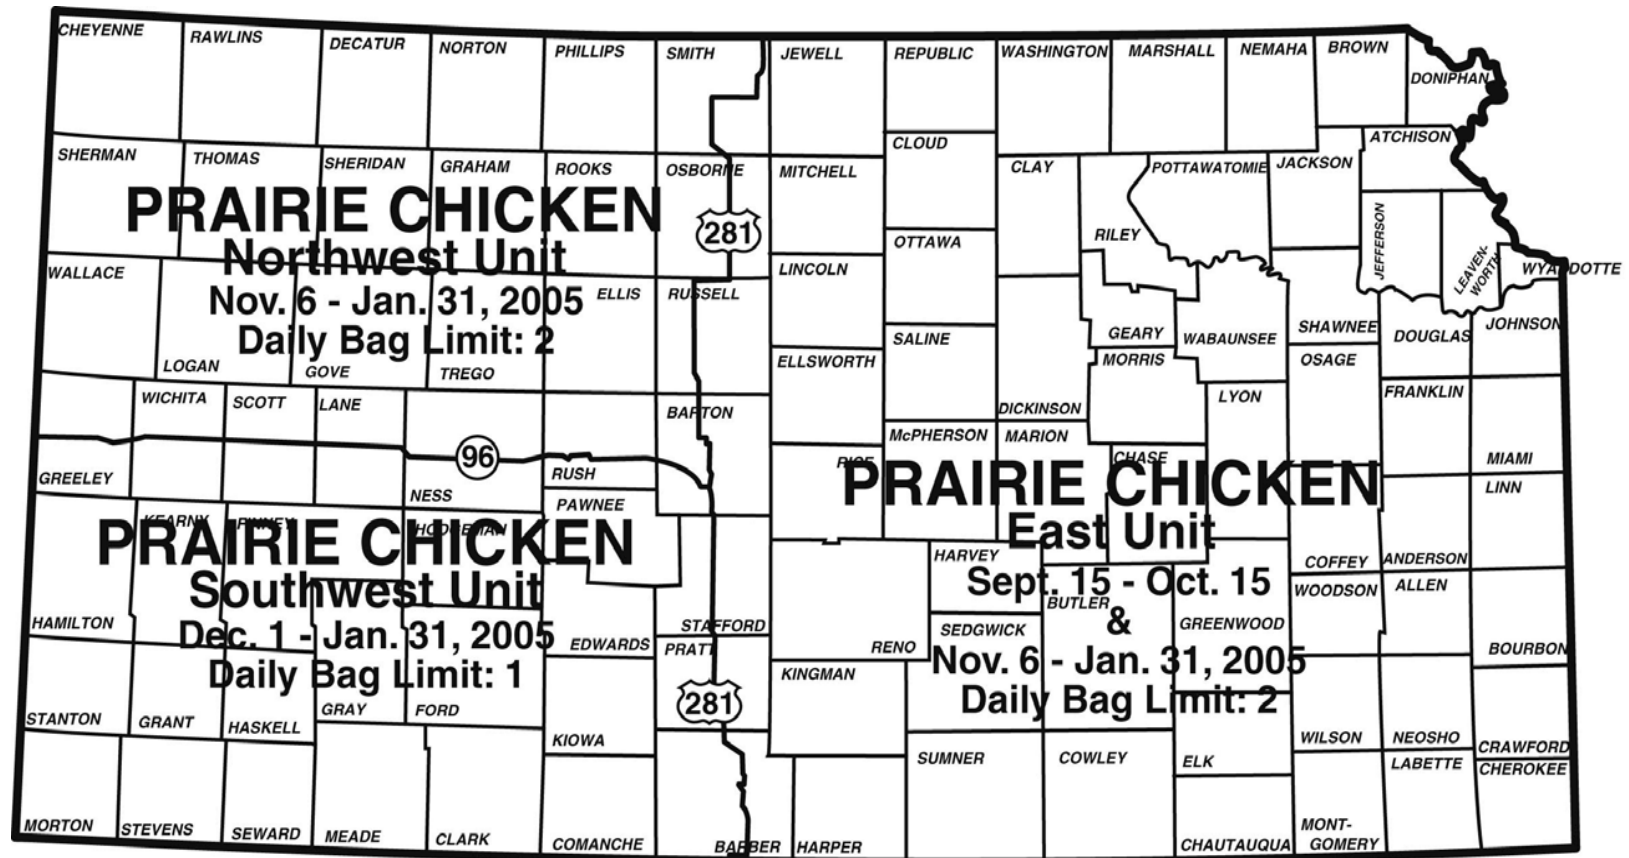 CHEYENNE RAWLINS DECATUR NORTON PHILLIPS SMITH JEWELL REPUBLIC WASHINGTON MARSHALL NEMAHA BROWN
DONIPHAN
ATCHISON
SHERMAN THOMAS SHERIDAN GRAHAM ROOKS OSBORNE MITCHELL CLOUD CLAY POTTAWATOMIE JACKSON
PRAIRIE CHICKEN
Northwest Unit
Nov. 6 - Jan. 31, 2005
Daily Bag Limit: 2
281
OTTAWA RILEY JEFFERSON LEAVEN-
WORTH
WYANDOTTE
WALLACE ELLIS RUSSELL LINCOLN
SALINE GEARY WABAUNSEE SHAWNEE DOUGLAS JOHNSON
LOGAN GOVE TREGO ELLSWORTH MORRIS OSAGE
WICHITA SCOTT LANE BARTON DICKINSON LYON FRANKLIN
96
GREELEY NESS RUSH RICE McPHERSON MARION CHASE MIAMI
PAWNEE LINN
KEARNY FINNEY HODGEMAN
PRAIRIE CHICKEN
Southwest Unit
Dec. 1 - Jan. 31, 2005
Daily Bag Limit: 1
PRAIRIE CHICKEN
East Unit
Sept. 15 - Oct. 15
&
Nov. 6 - Jan. 31, 2005
Daily Bag Limit: 2
HARVEY COFFEY ANDERSON
BUTLER WOODSON ALLEN
HAMILTON EDWARDS STAFFORD RENO SEDGWICK GREENWOOD BOURBON
PRATT KINGMAN
281
STANTON GRANT HASKELL GRAY FORD KIOWA
SUMNER COWLEY ELK WILSON NEOSHO CRAWFORD
LABETTE CHEROKEE
MORTON STEVENS SEWARD MEADE CLARK COMANCHE BARBER HARPER CHAUTAUQUA MONT-
GOMERY